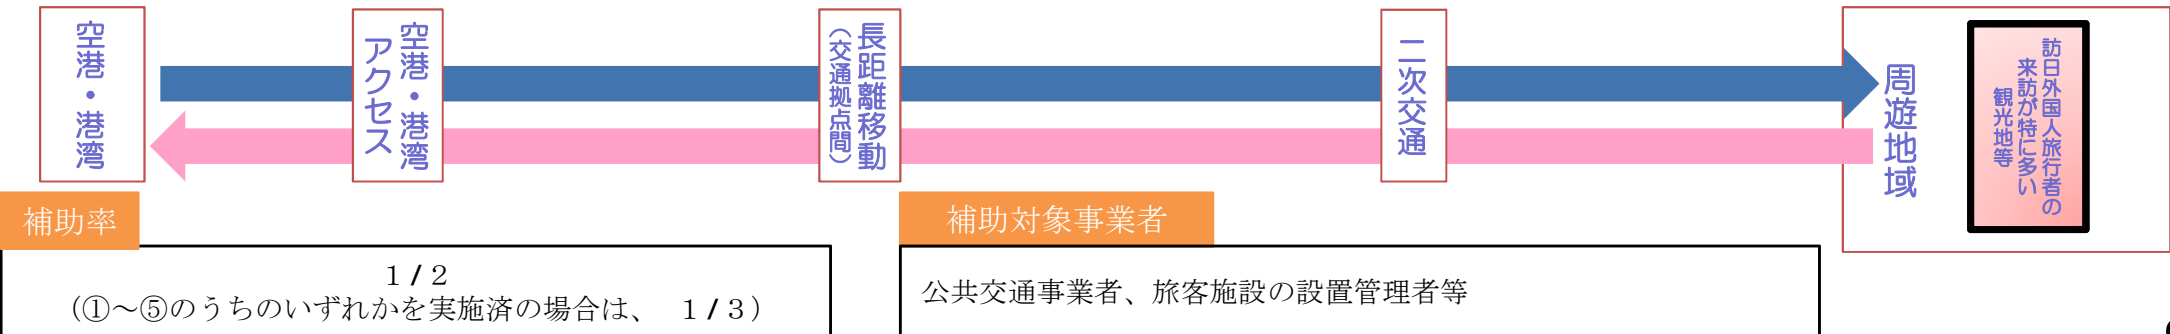 空港・港湾
空港・港湾
アクセス
長距離移動
（交通拠点間）
二次交通
周遊地域
訪日外国人旅行者の
来訪が特に多い
観光地等
補助率
１/２
（①～⑤のうちのいずれかを実施済の場合は、　１/３）
補助対象事業者
公共交通事業者、旅客施設の設置管理者等